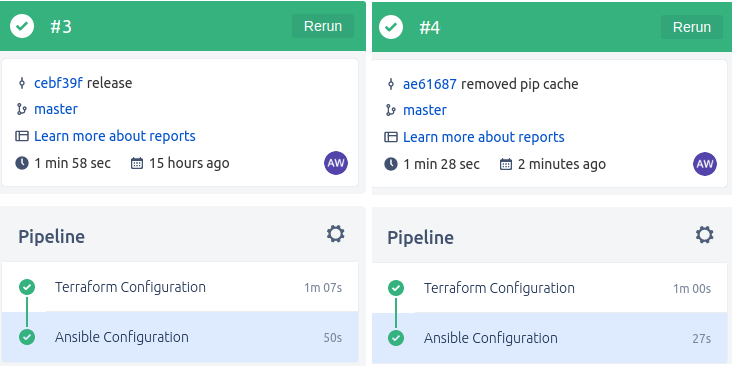 #3 Rerun
cebf39f release
master
Learn more about reports
1 min 58 sec 15 hours ago AW
Pipeline
Terraform Configuration 1m 07s
Ansible Configuration 50s
#4 Rerun
ae61687 removed pip cache
master
Learn more about reports
1 min 28 sec 2 minutes ago AW
Pipeline
Terraform Configuration 1m 00s
Ansible Configuration 27s